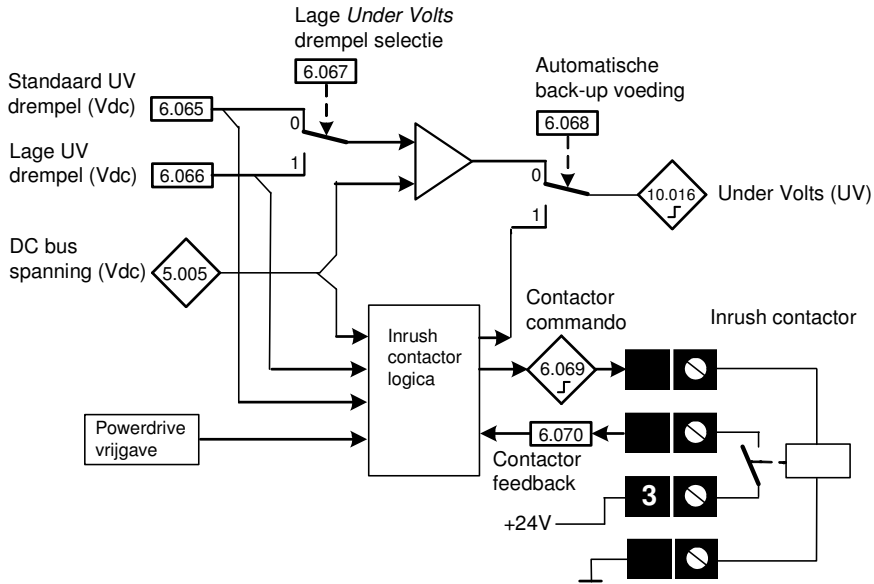 Lage Under Volts
drempel selectie
6.067
Standaard UV
drempel (Vdc)
6.065
0
Automatische
back-up voeding
6.068
Lage UV
drempel (Vdc)
6.066
1
0
10.016
Under Volts (UV)
1
DC bus
spanning (Vdc)
5.005
Inrush
contactor
logica
Contactor
commando
6.069
Inrush contactor
Powerdrive
vrijgave
6.070
Contactor
feedback
3
+24V